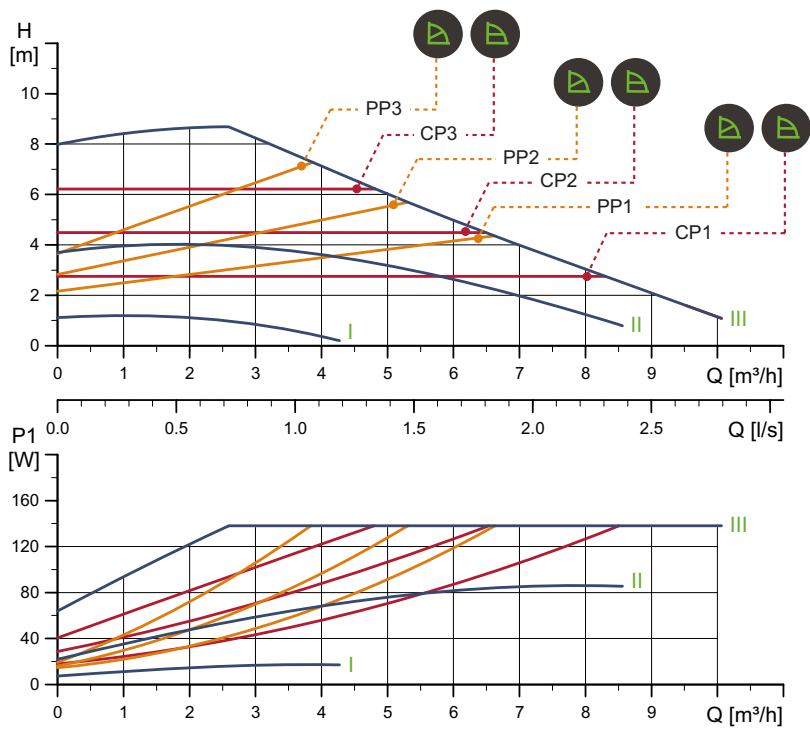 H
[m]
10
8
6
4
2
0
PP3
CP3
PP2
CP2
PP1
CP1
I
II
III
0 1 2 3 4 5 6 7 8 9 Q [m³/h]
0.0 0.5 1.0 1.5 2.0 2.5 Q [l/s]
P1
[W]
160
120
80
40
0
III
II
I
0 1 2 3 4 5 6 7 8 9 Q [m³/h]